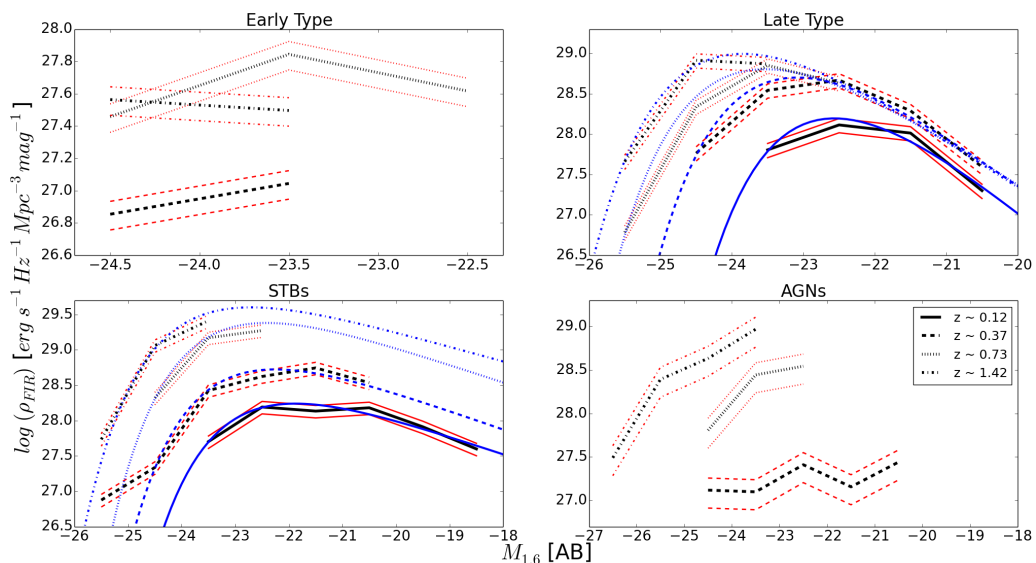 Early Type
28.0
27.8
27.6
27.4
27.2
27.0
26.8
26.6
−24.5 −24.0 −23.5 −23.0 −22.5
Late Type
29.0
28.5
28.0
27.5
27.0
26.5
−26 −25 −24 −23 −22 −21 −20
log (ρFIR) [erg s−1 Hz−1 Mpc−3 mag−1]
STBs
29.5
29.0
28.5
28.0
27.5
27.0
26.5
−26 −25 −24 −23 −22 −21 −20 −19 −18
AGNs
29.0
28.5
28.0
27.5
27.0
26.5
−27 −26 −25 −24 −23 −22 −21 −20 −19 −18 −17
z ~ 0.12
z ~ 0.37
z ~ 0.73
z ~ 1.42
M1.6 [AB]